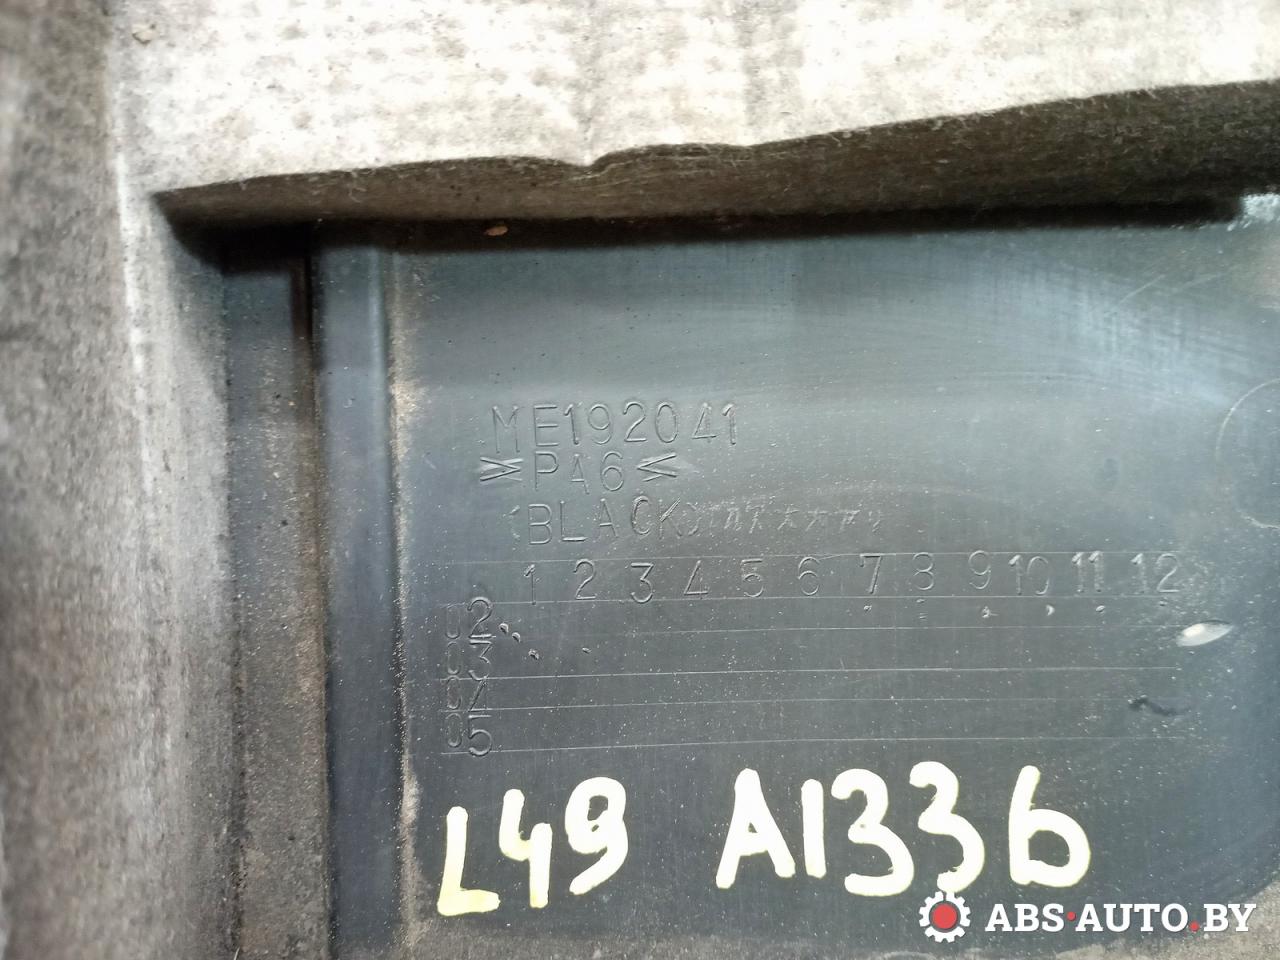 ME192041
>PA6<
(BLACK)
1 2 3 4 5 6 7 8 9 10 11 12
02
03
04
05
L49 A1336
ABS-AUTO.BY